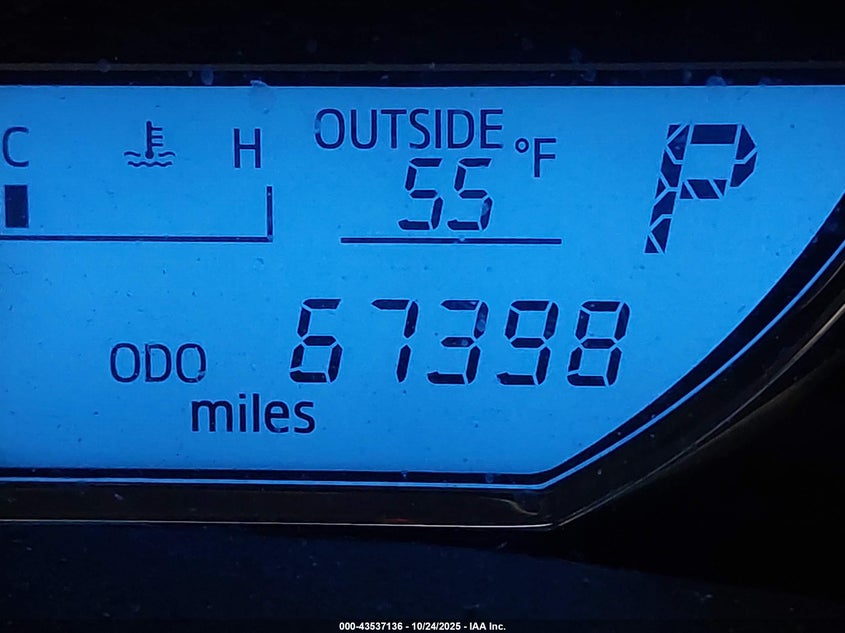 OUTSIDE
C H °F
55
P
67398
ODO
miles
000-43537136 - 10/24/2025 - IAA Inc.